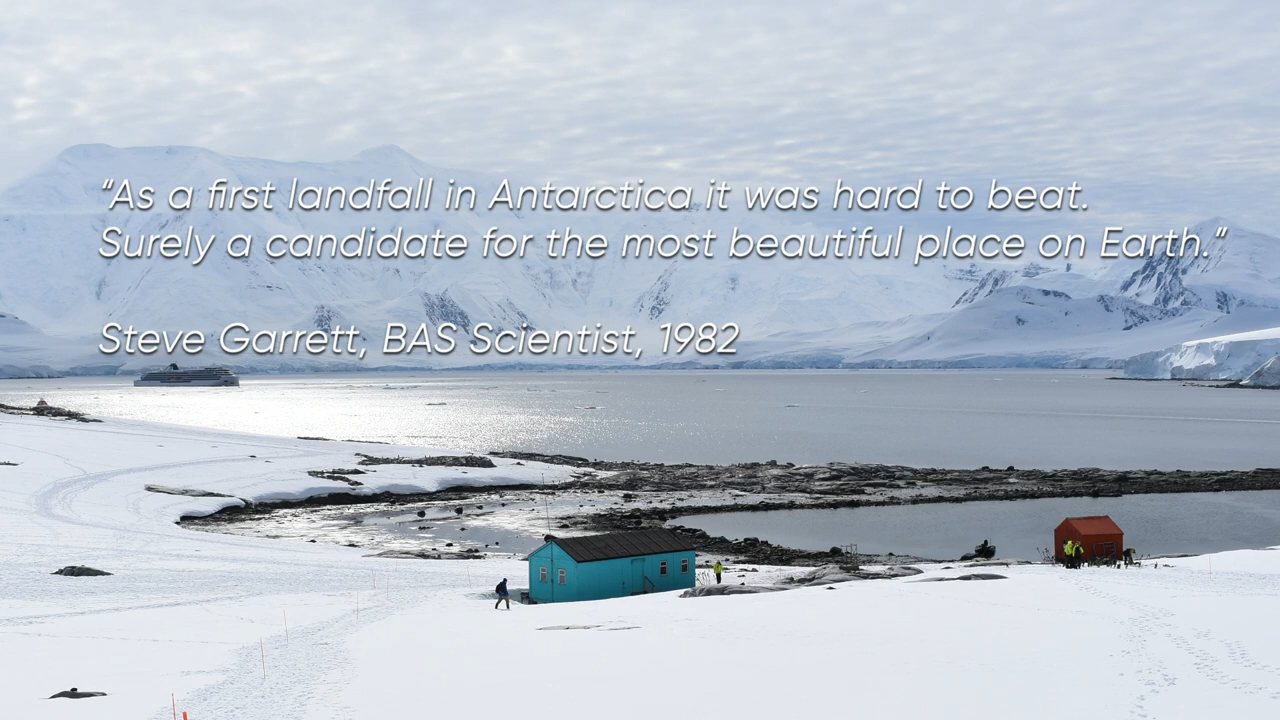 “As a first landfall in Antarctica it was hard to beat.
Surely a candidate for the most beautiful place on Earth.“
Steve Garrett, BAS Scientist, 1982